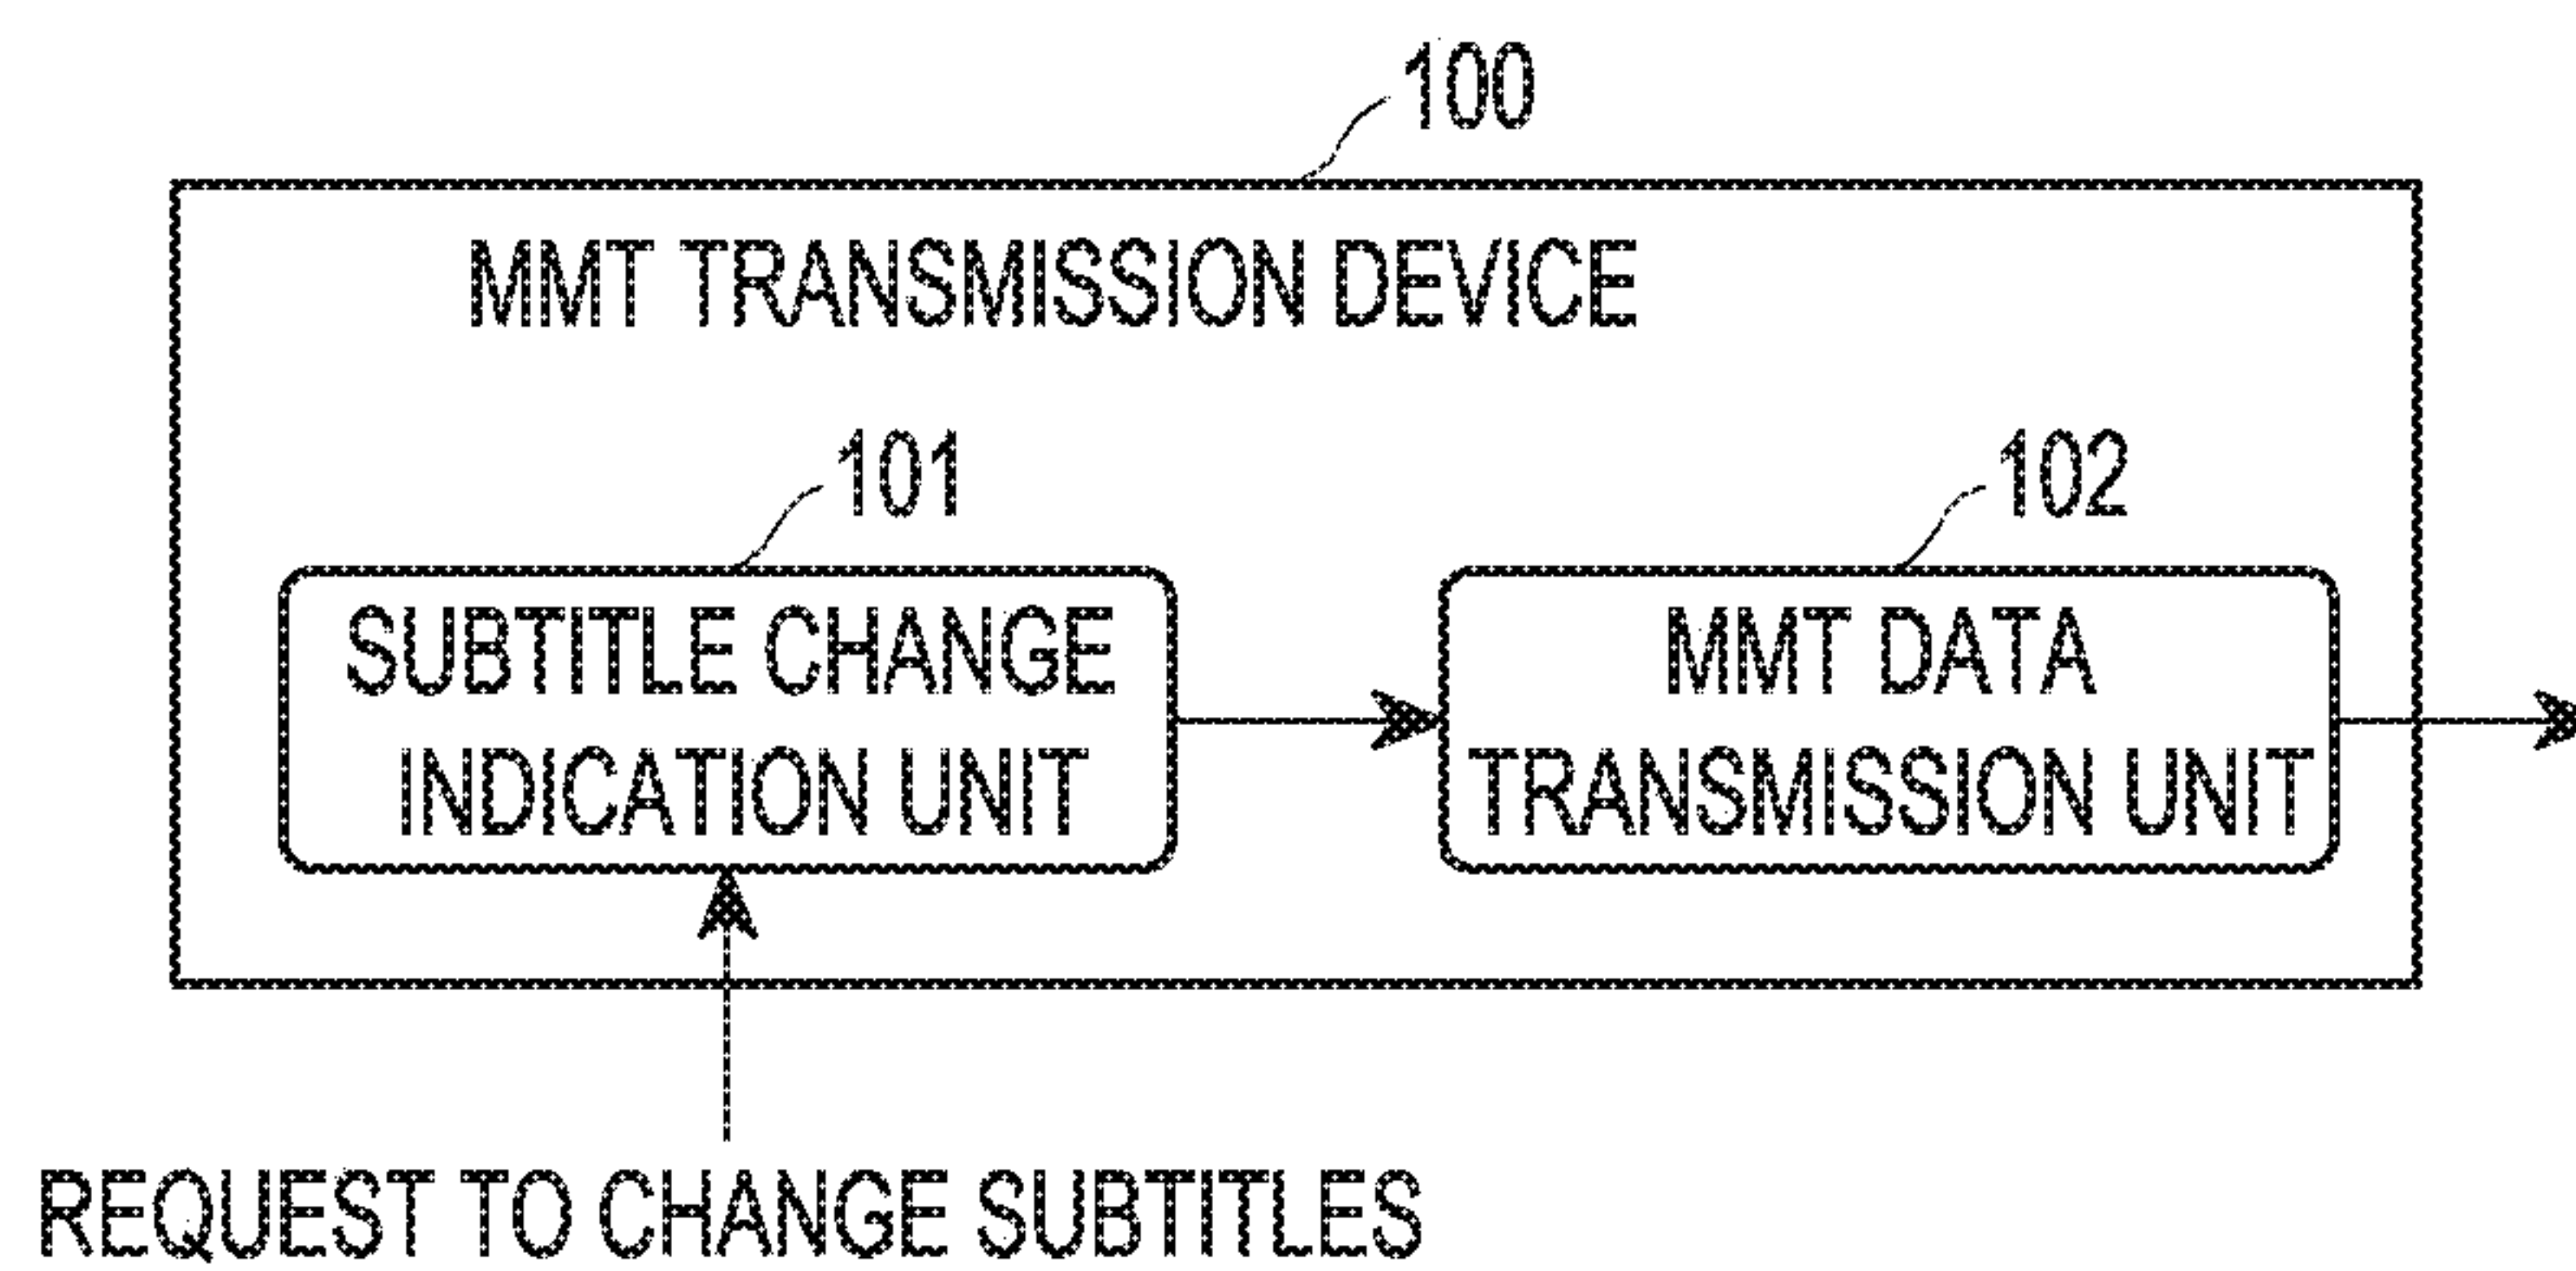 100
MMT TRANSMISSION DEVICE
101
102
SUBTITLE CHANGE
INDICATION UNIT
MMT DATA
TRANSMISSION UNIT
REQUEST TO CHANGE SUBTITLES